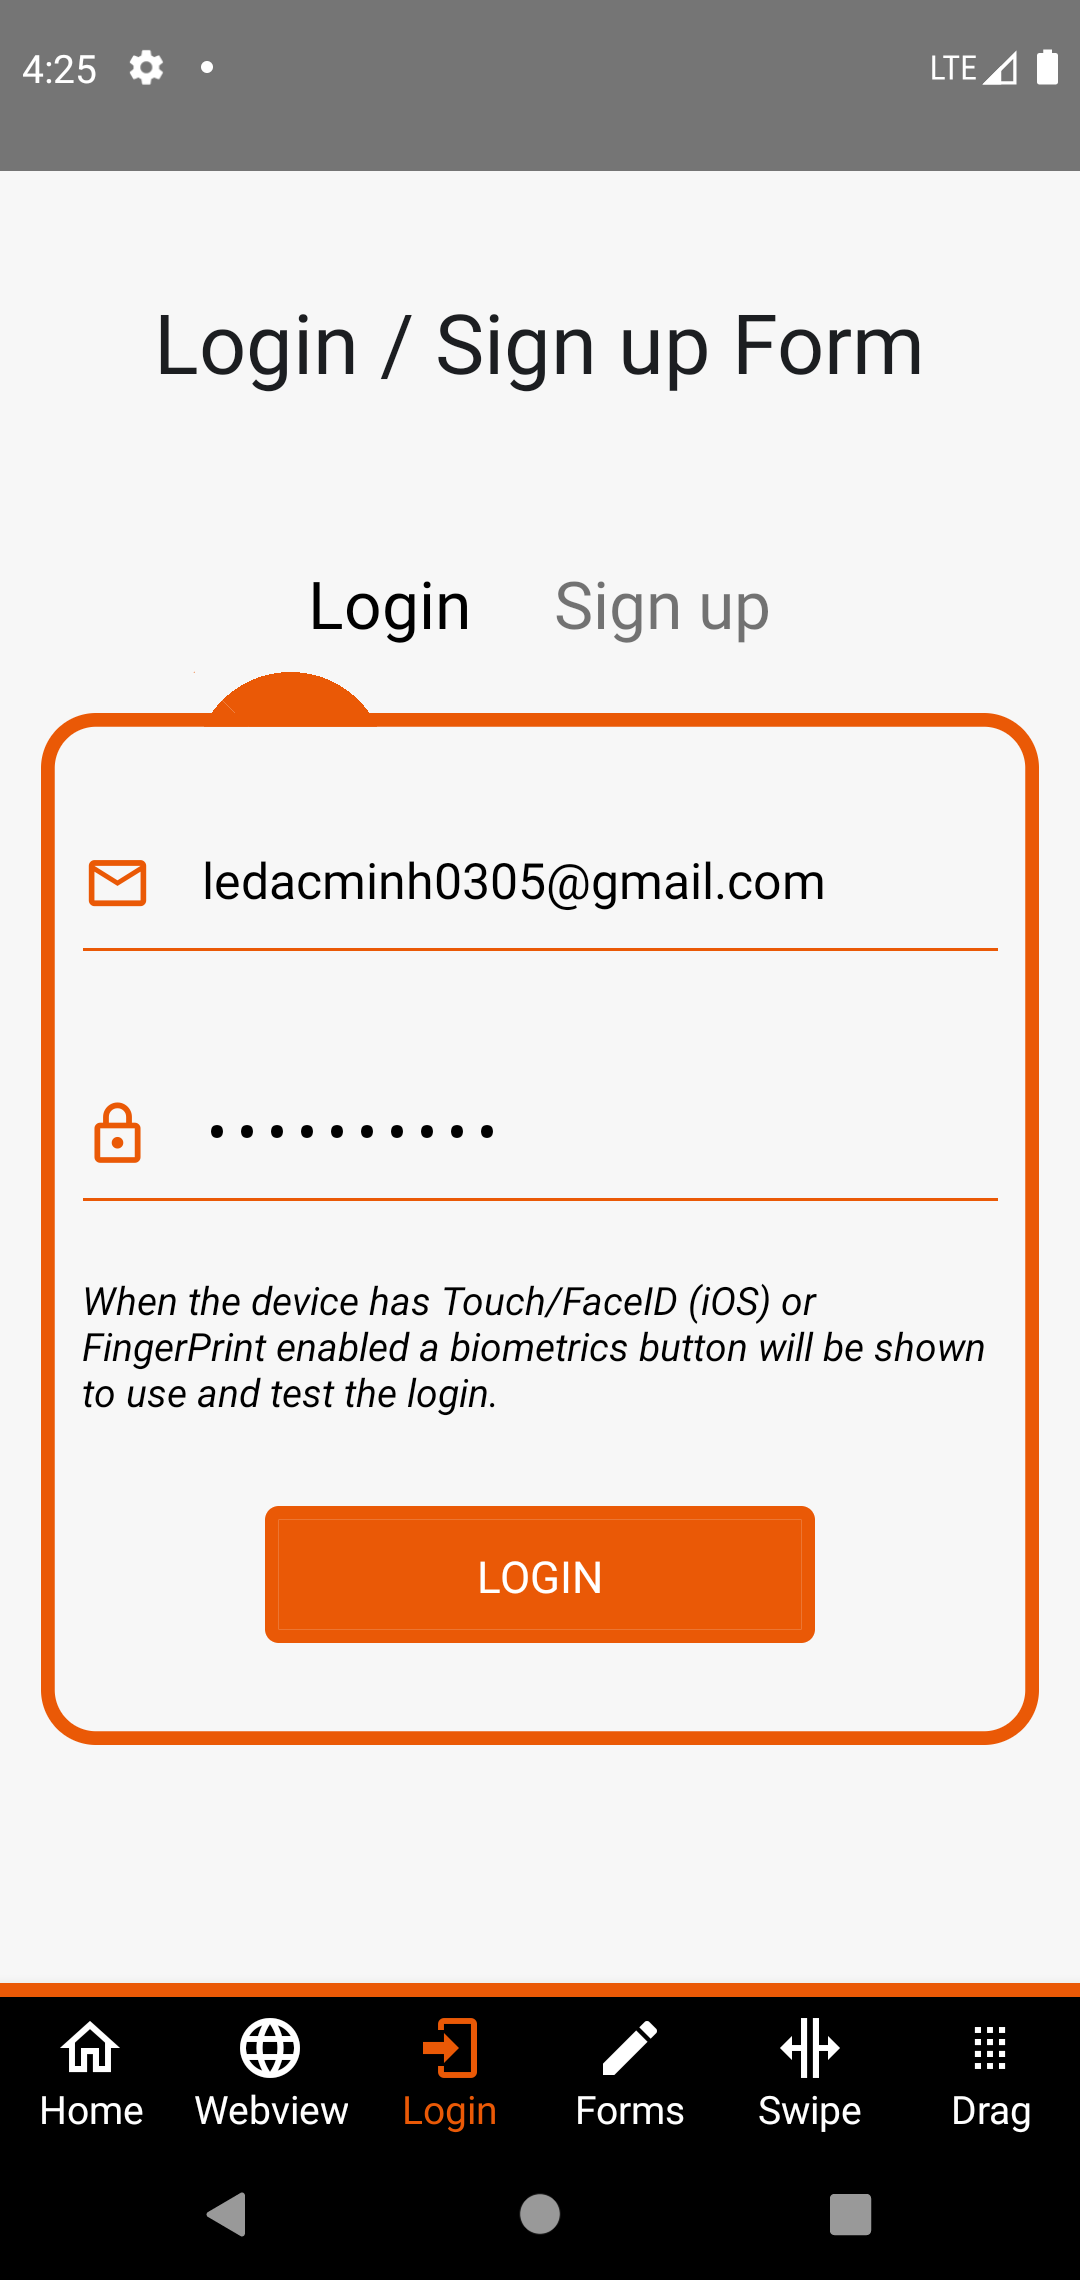 4:25
LTE
Login / Sign up Form
Login Sign up
ledacminh0305@gmail.com
••••••••••
When the device has Touch/FaceID (iOS) or
FingerPrint enabled a biometrics button will be shown
to use and test the login.
LOGIN
Home Webview Login Forms Swipe Drag